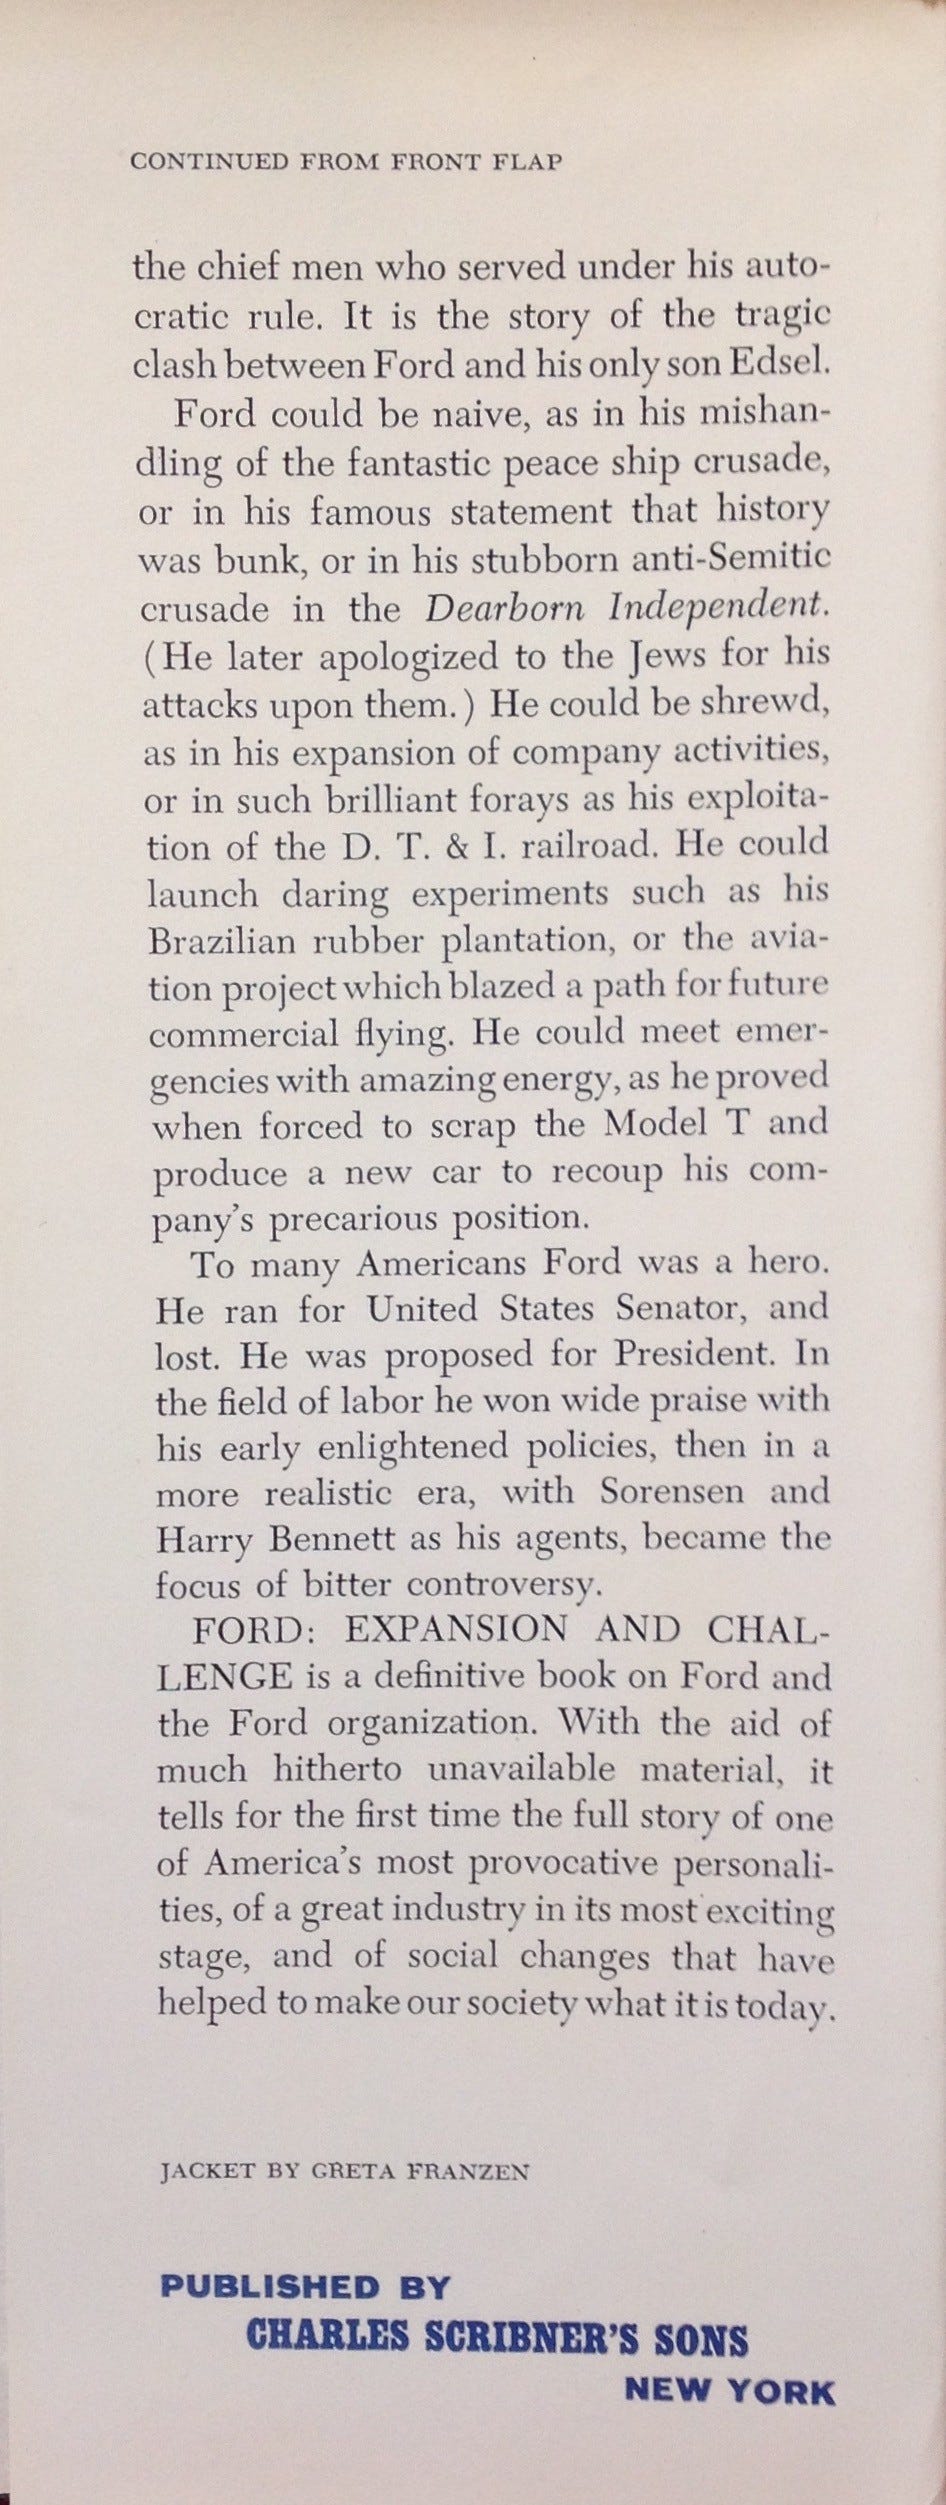 CONTINUED FROM FRONT FLAP
the chief men who served under his auto-
cratic rule. It is the story of the tragic
clash between Ford and his only son Edsel.
Ford could be naive, as in his mishan-
dling of the fantastic peace ship crusade,
or in his famous statement that history
was bunk, or in his stubborn anti-Semitic
crusade in the Dearborn Independent.
(He later apologized to the Jews for his
attacks upon them.) He could be shrewd,
as in his expansion of company activities,
or in such brilliant forays as his exploita-
tion of the D. T. & I. railroad. He could
launch daring experiments such as his
Brazilian rubber plantation, or the avia-
tion project which blazed a path for future
commercial flying. He could meet emer-
gencies with amazing energy, as he proved
when forced to scrap the Model T and
produce a new car to recoup his com-
pany's precarious position.
To many Americans Ford was a hero.
He ran for United States Senator, and
lost. He was proposed for President. In
the field of labor he won wide praise with
his early enlightened policies, then in a
more realistic era, with Sorensen and
Harry Bennett as his agents, became the
focus of bitter controversy.
FORD: EXPANSION AND CHAL-
LENGE is a definitive book on Ford and
the Ford organization. With the aid of
much hitherto unavailable material, it
tells for the first time the full story of one
of America's most provocative personali-
ties, of a great industry in its most exciting
stage, and of social changes that have
helped to make our society what it is today.
JACKET BY GRETA FRANZEN
PUBLISHED BY
CHARLES SCRIBNER'S SONS
NEW YORK